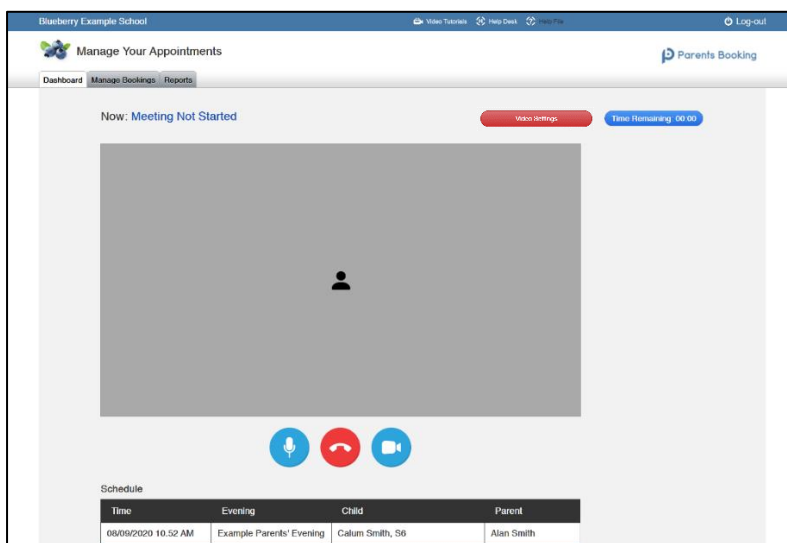 Blueberry Example School Video Tutorials Help Desk Help File Log-out
Manage Your Appointments
Parents Booking
Dashboard Manage Bookings Reports
Now: Meeting Not Started Video Settings Time Remaining 00:00
Schedule
Time Evening Child Parent
08/09/2020 10.52 AM Example Parents' Evening Calum Smith, S6 Alan Smith